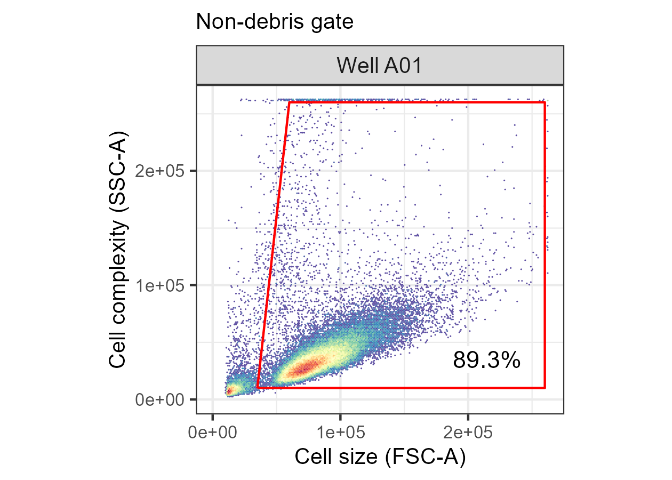 Non-debris gate
Well A01
Cell complexity (SSC-A)
2e+05
1e+05
0e+00
89.3%
0e+00 1e+05 2e+05
Cell size (FSC-A)